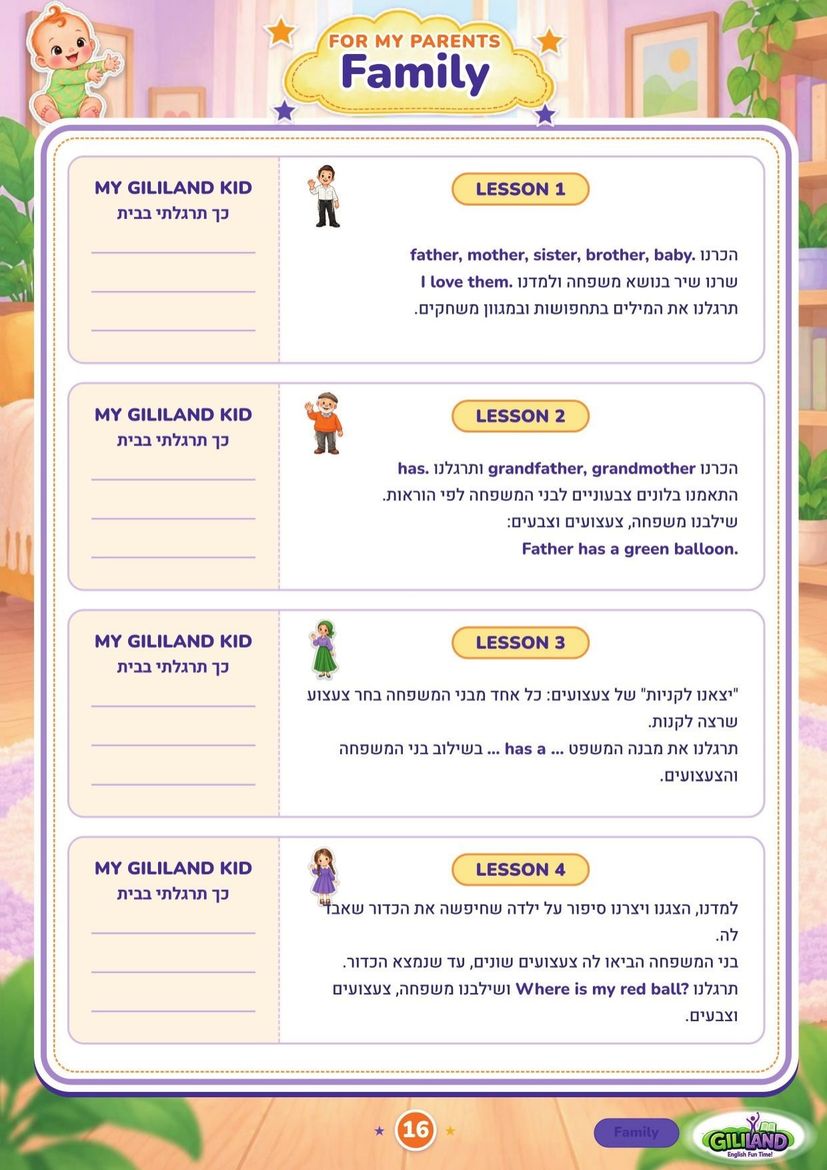 FOR MY PARENTS
Family
LESSON 1
הכרנו father, mother, sister, brother, baby.
שרנו שיר בנושא משפחה ולמדנו I love them.
תרגלנו את המילים בתחפושות ובמגוון משחקים.
MY GILILAND KID
כך תרגלתי בבית
LESSON 2
הכרנו grandfather, grandmother ותרגלנו has.
התאמנו בלונים צבעוניים לבני המשפחה לפי הוראות.
שילבנו משפחה, צעצועים וצבעים:
Father has a green balloon.
MY GILILAND KID
כך תרגלתי בבית
LESSON 3
"יצאנו לקניות" של צעצועים: כל אחד מבני המשפחה בחר צעצוע
שרצה לקנות.
תרגלנו את מבנה המשפט ... has a ... בשילוב בני המשפחה
והצעצועים.
MY GILILAND KID
כך תרגלתי בבית
LESSON 4
למדנו, הצגנו ויצרנו סיפור על ילדה שחיפשה את הכדור שאבד
לה.
בני המשפחה הביאו לה צעצועים שונים, עד שנמצא הכדור.
תרגלנו Where is my red ball? ושילבנו משפחה, צעצועים
וצבעים.
MY GILILAND KID
כך תרגלתי בבית
16
Family
GILILAND
English Fun Time!